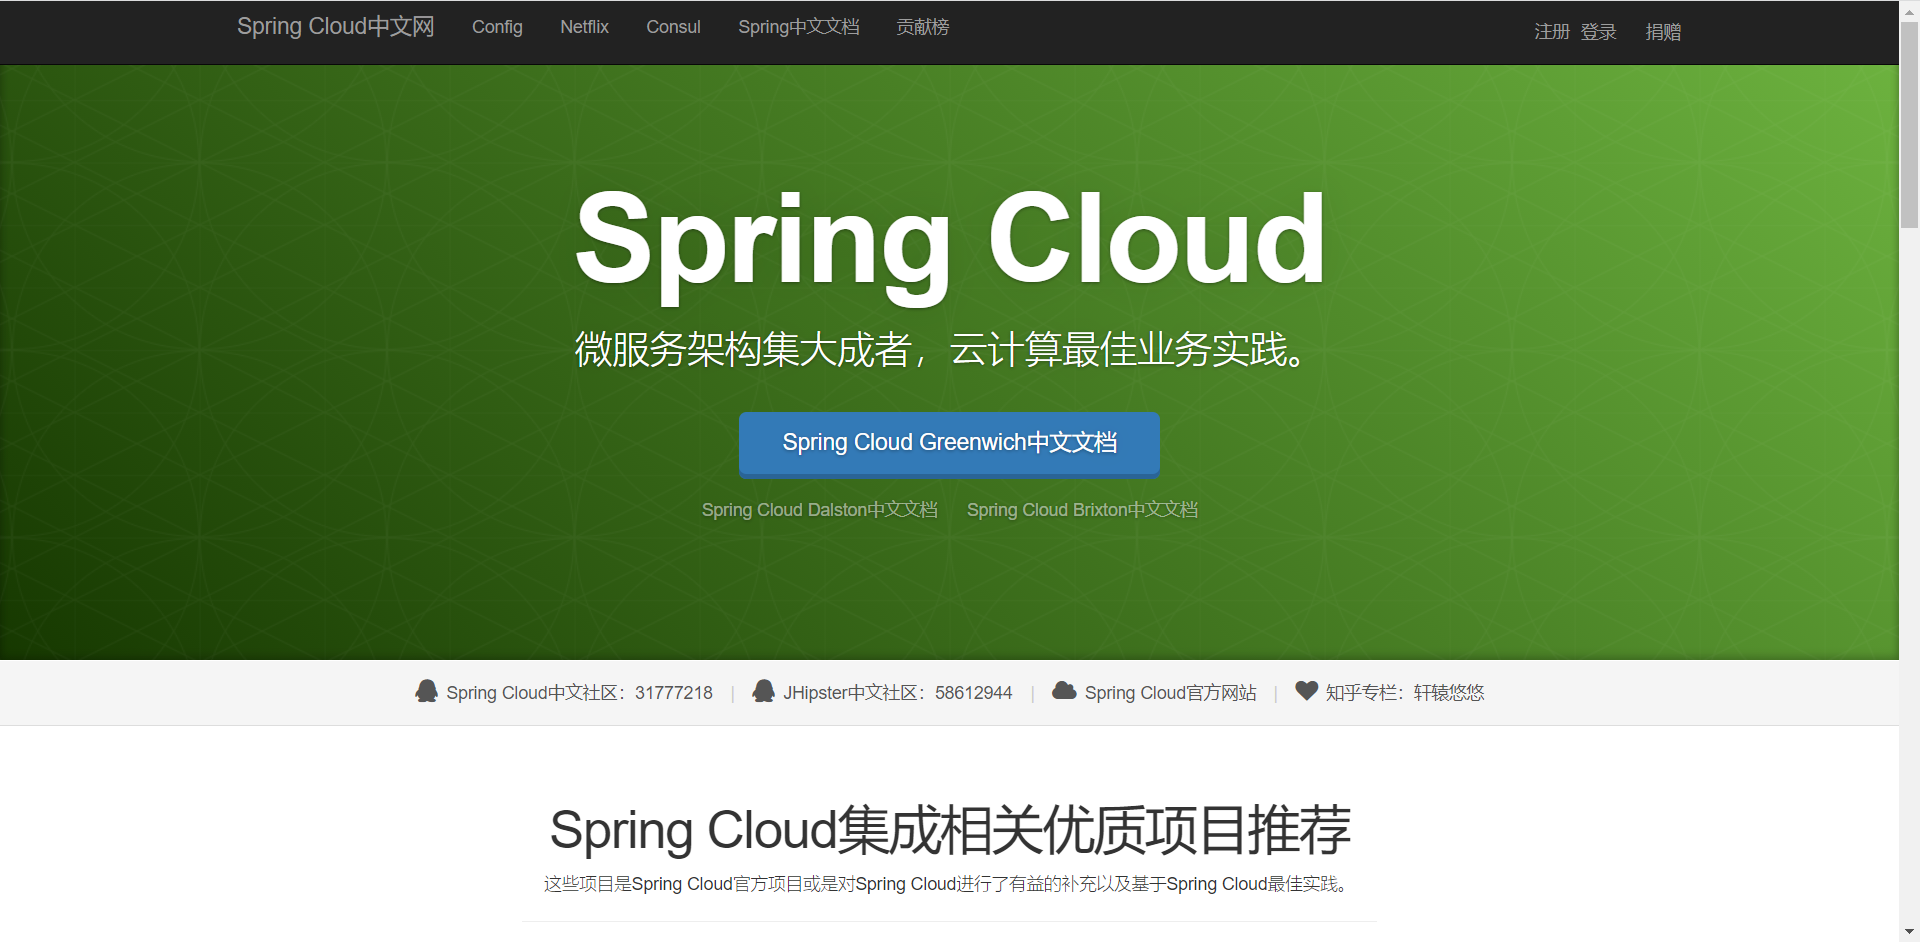 Spring Cloud中文网 Config Netflix Consul Spring中文文档 贡献榜 注册 登录 捐赠
Spring Cloud
微服务架构集大成者，云计算最佳业务实践。
Spring Cloud Greenwich中文文档
Spring Cloud Dalston中文文档 Spring Cloud Brixton中文文档
Spring Cloud中文社区：31777218 | JHipster中文社区：58612944 | Spring Cloud官方网站 | 知乎专栏：轩辕悠悠
Spring Cloud集成相关优质项目推荐
这些项目是Spring Cloud官方项目或是对Spring Cloud进行了有益的补充以及基于Spring Cloud最佳实践。